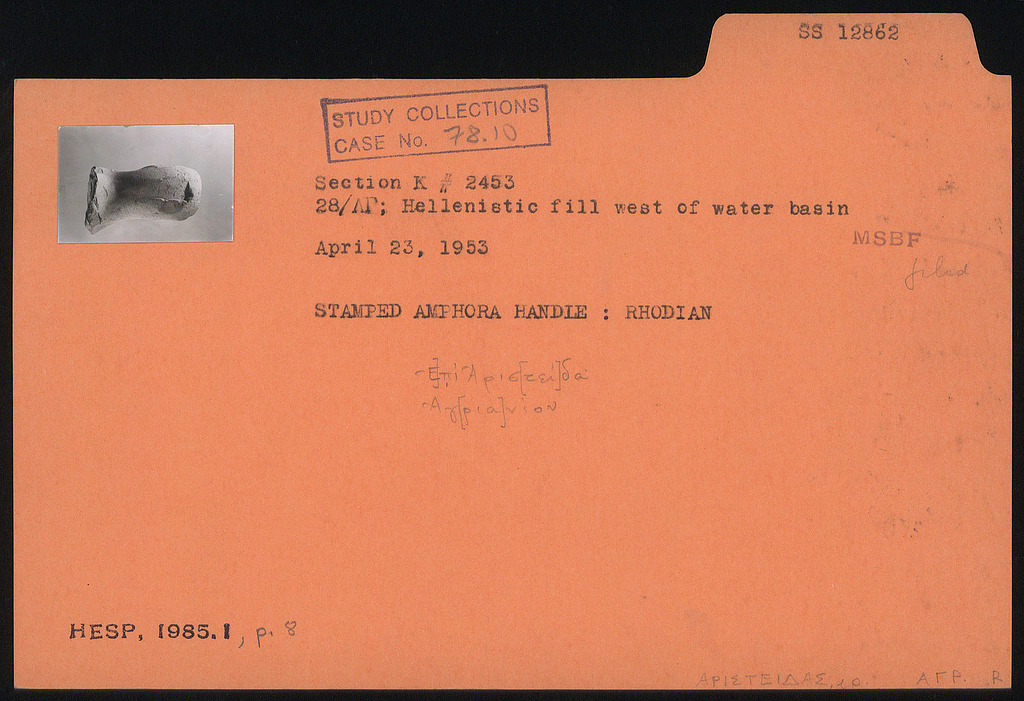 SS 12862
STUDY COLLECTIONS
CASE No. 78.10
Section K # 2453
28/ΛΓ; Hellenistic fill west of water basin
April 23, 1953
MSBF
filed
STAMPED AMPHORA HANDLE : RHODIAN
Ἐ]πὶ Ἀρισ[τεί]δα
Ἀγ[ρια]νίου
HESP, 1985.1, p. 8
ΑΡΙΣΤΕΙΔΑΣ, ΑΓΡ. R